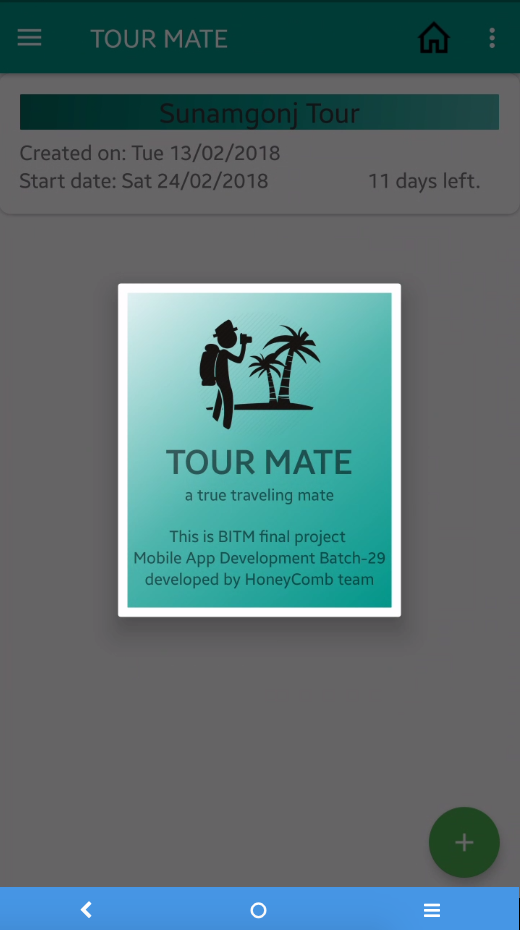 TOUR MATE
Sunamgonj Tour
Created on: Tue 13/02/2018
Start date: Sat 24/02/2018 11 days left.
TOUR MATE
a true traveling mate
This is BITM final project
Mobile App Development Batch-29
developed by HoneyComb team